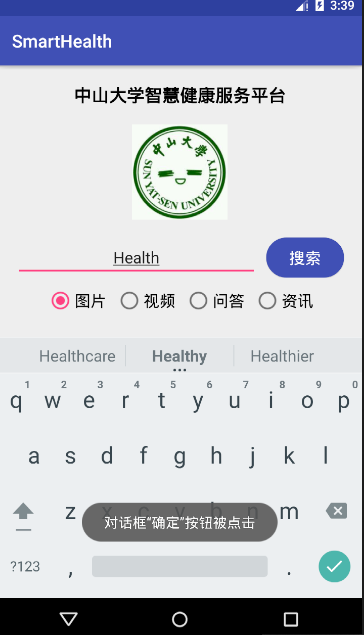 3:39
SmartHealth
中山大学智慧健康服务平台
中山大学
SUN YAT-SEN UNIVERSITY
Health 搜索
图片 视频 问答 资讯
Healthcare Healthy Healthier
1 2 3 4 5 6 7 8 9 0
q w e r t y u i o p
a s d f g h j k l
z x c v b n m
对话框“确定”按钮被点击
?123 , .